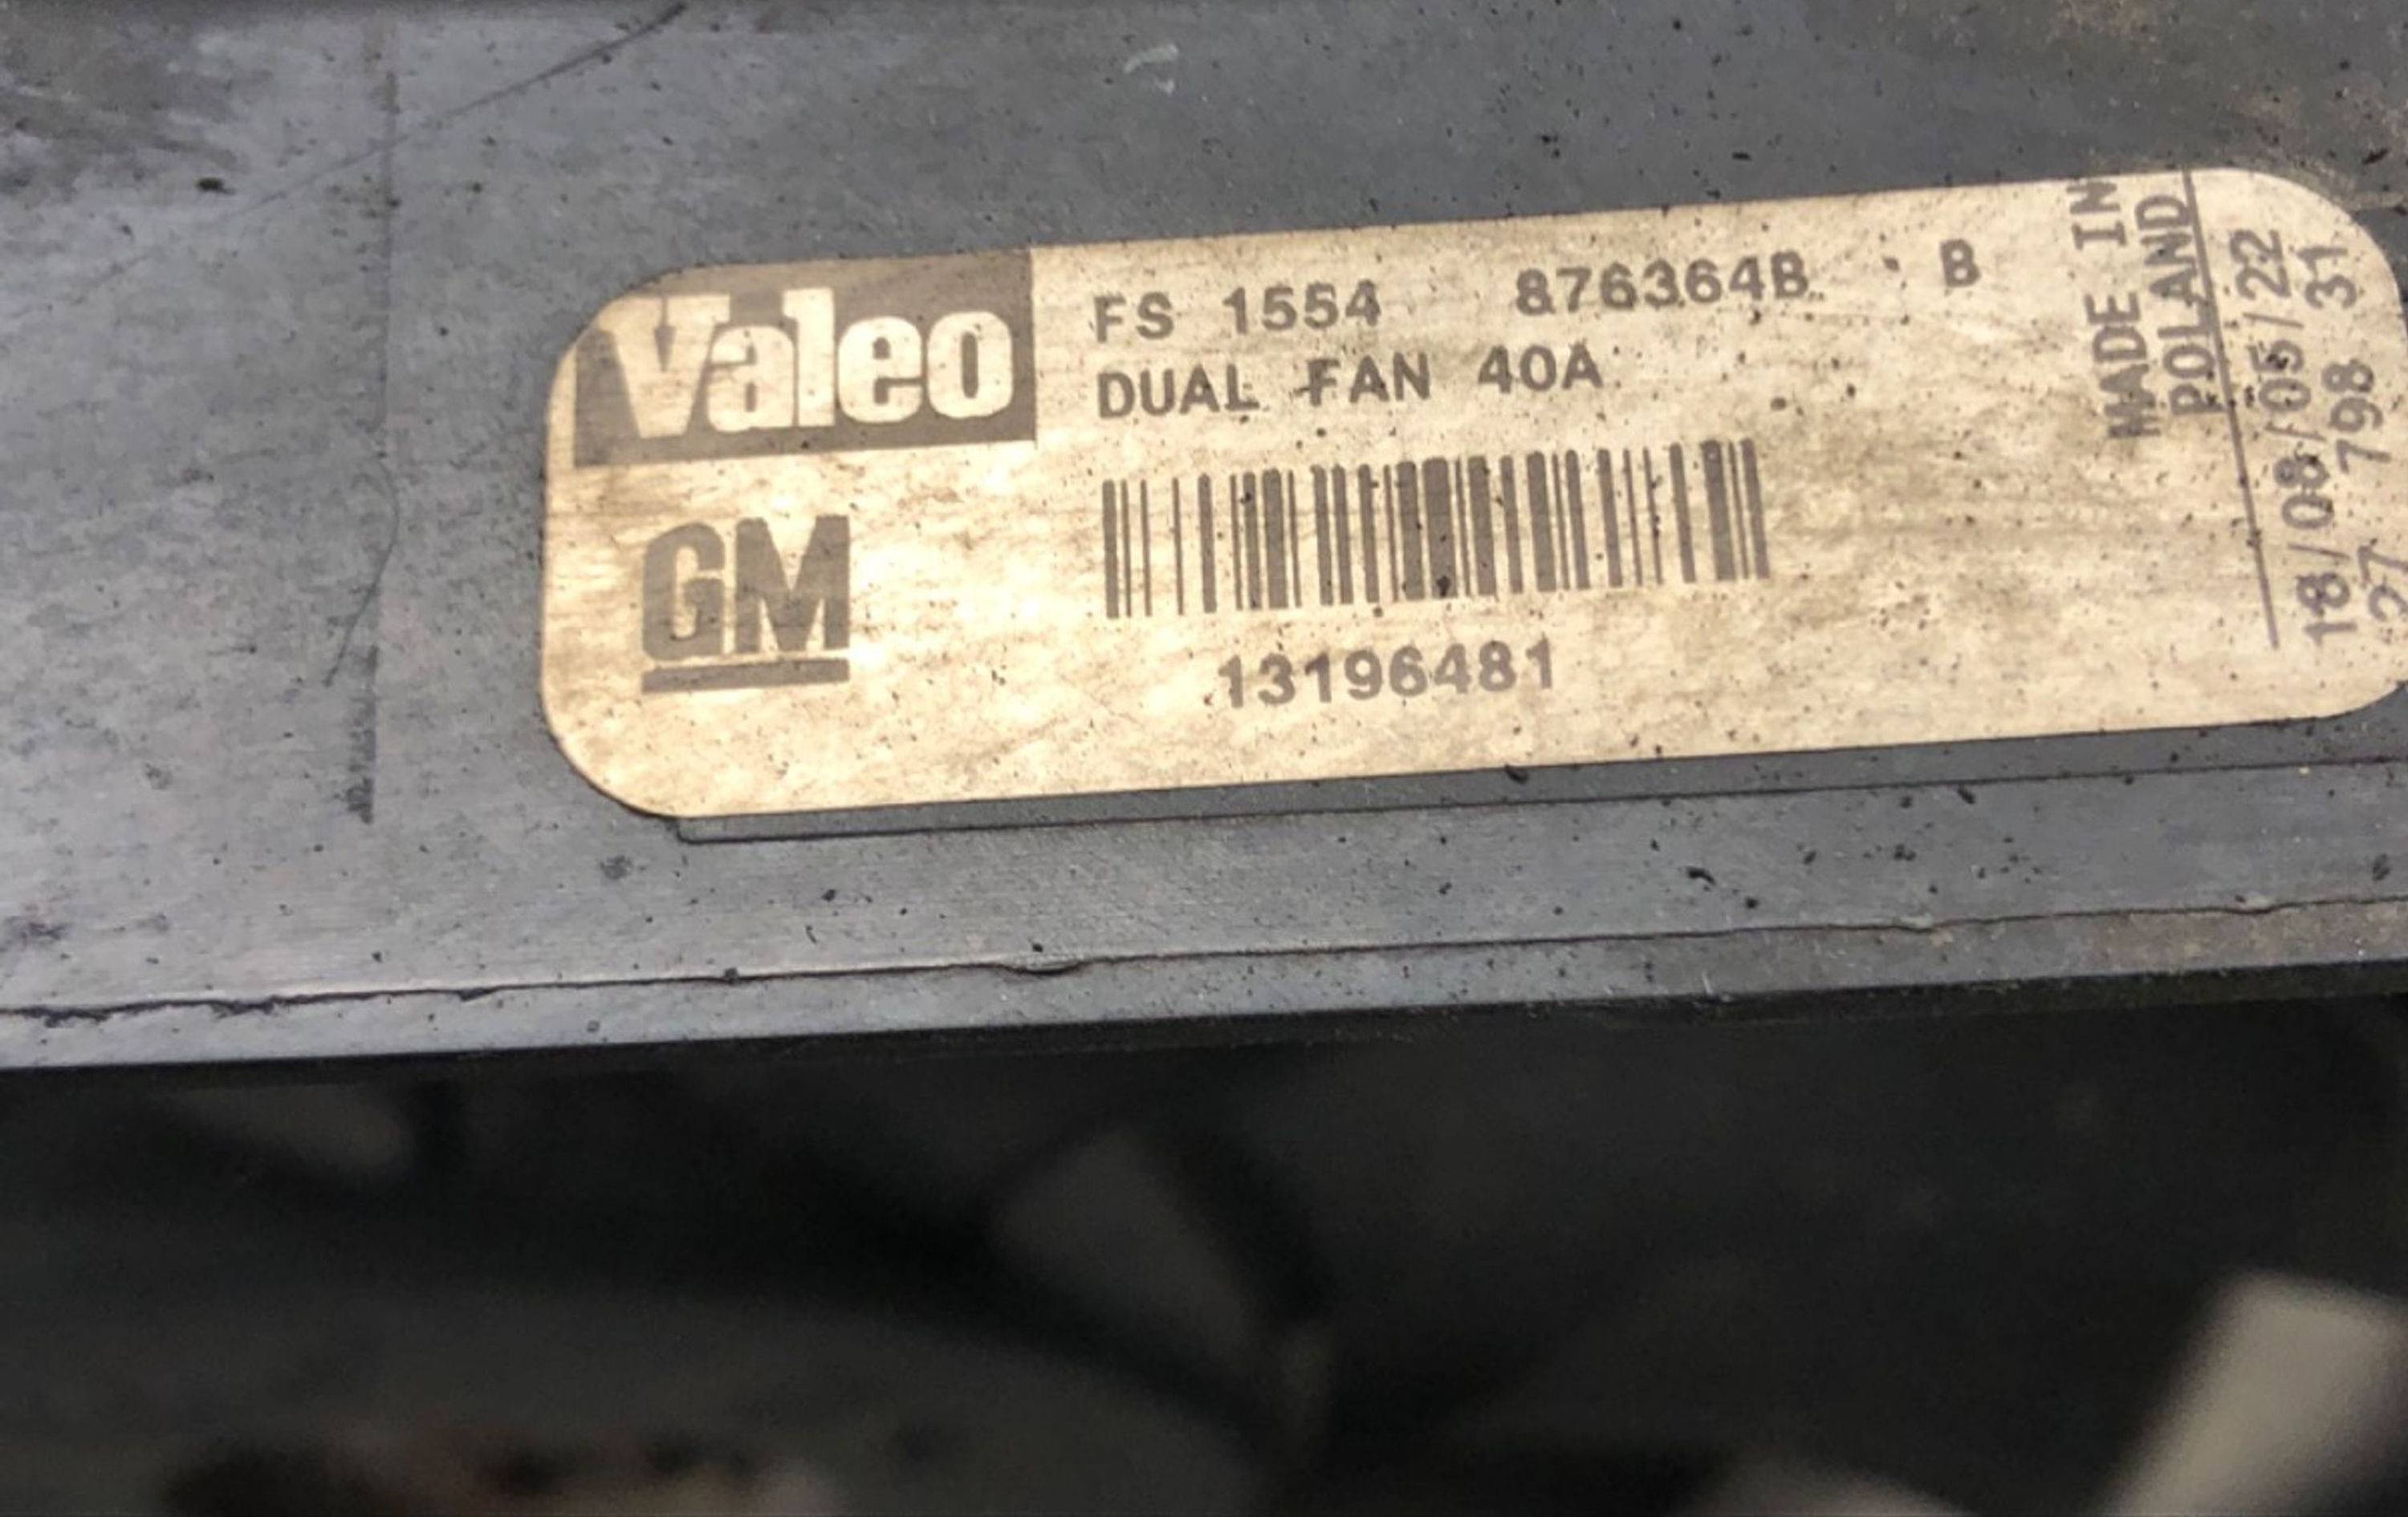 Valeo
FS 1554 876364B B
DUAL FAN 40A
GM
13196481
MADE IN
POLAND
18/08/05/22
27 798 31